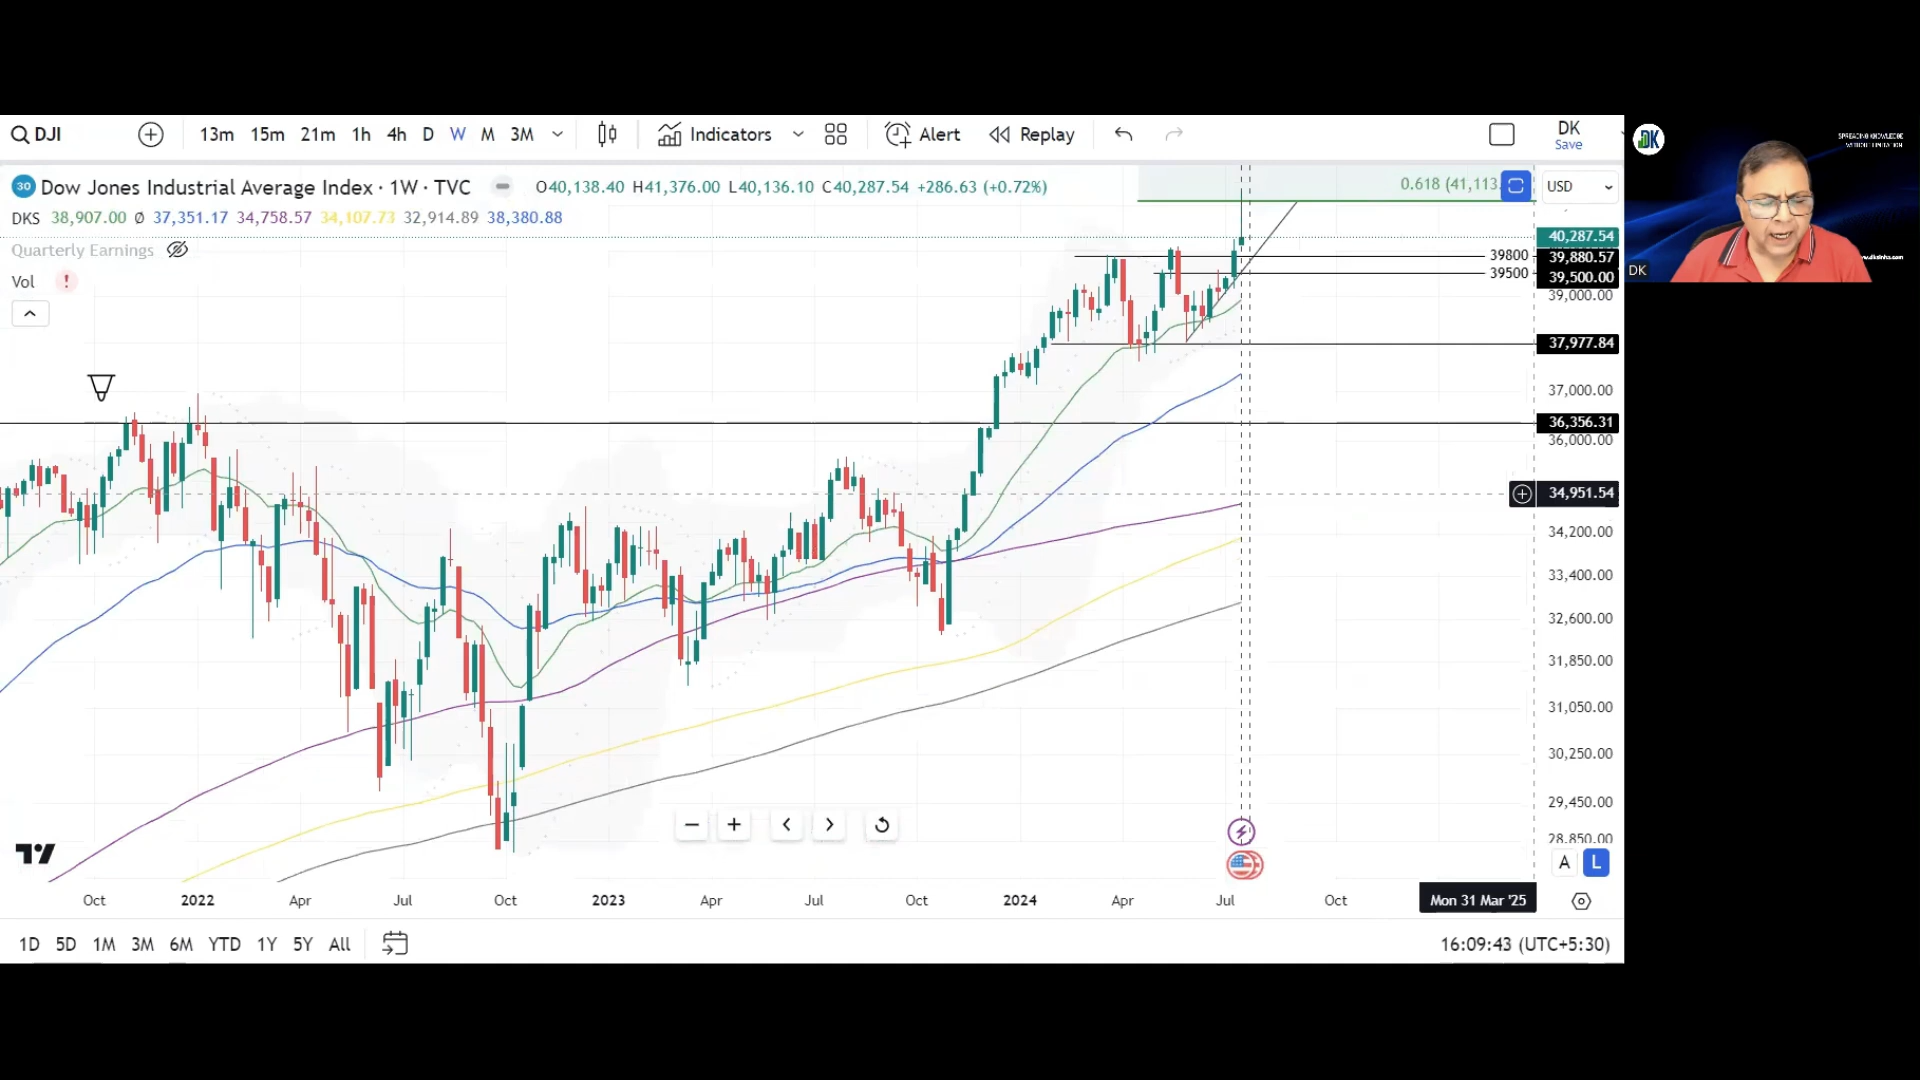 DJI 13m 15m 21m 1h 4h D W M 3M Indicators Alert Replay DK
Save
30 Dow Jones Industrial Average Index · 1W · TVC O40,138.40 H41,376.00 L40,136.10 C40,287.54 +286.63 (+0.72%) 0.618 (41,113. USD
DKS 38,907.00 Ø 37,351.17 34,758.57 34,107.73 32,914.89 38,380.88
Quarterly Earnings
Vol !
40,287.54
39800 39,880.57
39500 39,500.00
39,000.00
37,977.84
37,000.00
36,356.31
36,000.00
34,951.54
34,200.00
33,400.00
32,600.00
31,850.00
31,050.00
30,250.00
29,450.00
28,850.00
A L
Oct 2022 Apr Jul Oct 2023 Apr Jul Oct 2024 Apr Jul Oct Mon 31 Mar '25
1D 5D 1M 3M 6M YTD 1Y 5Y All 16:09:43 (UTC+5:30)
DK
SPREADING KNOWLEDGE
WITHOUT LIMITATION
DK